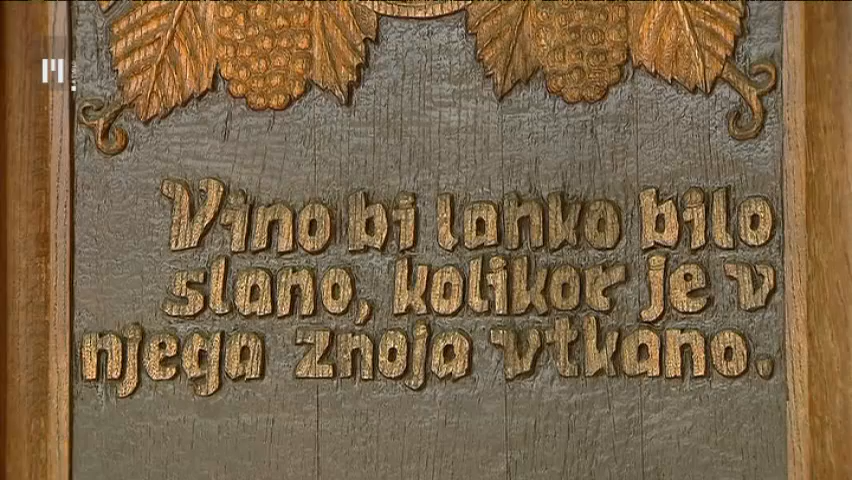 Vino bi lahko bilo
slano, kolikor je v
njega znoja vtkano.